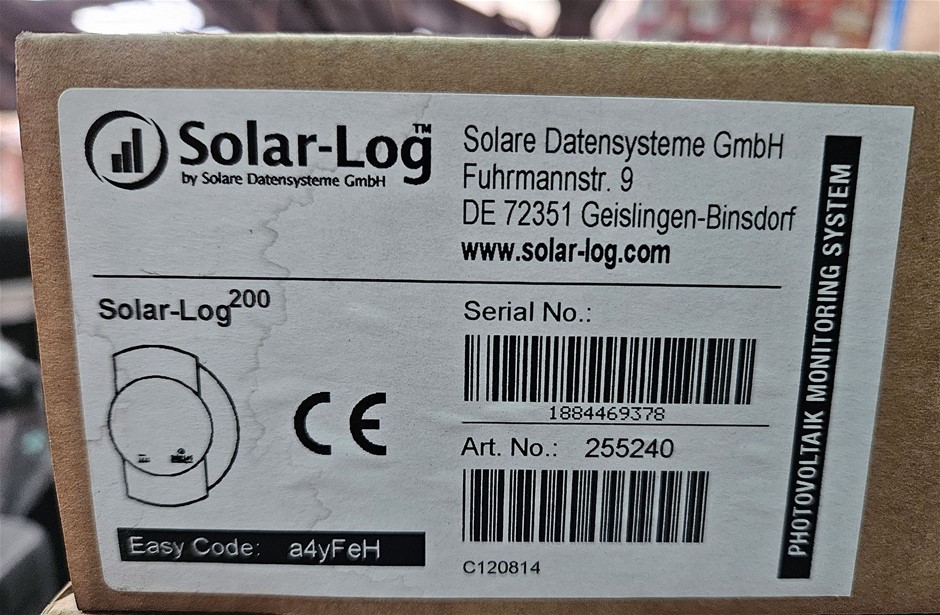 Solar-Log™
by Solare Datensysteme GmbH
Solare Datensysteme GmbH
Fuhrmannstr. 9
DE 72351 Geislingen-Binsdorf
www.solar-log.com
Solar-Log200
CE
Easy Code: a4yFeH
Serial No.:
1884469378
Art. No.: 255240
C120814
PHOTOVOLTAIK MONITORING SYSTEM